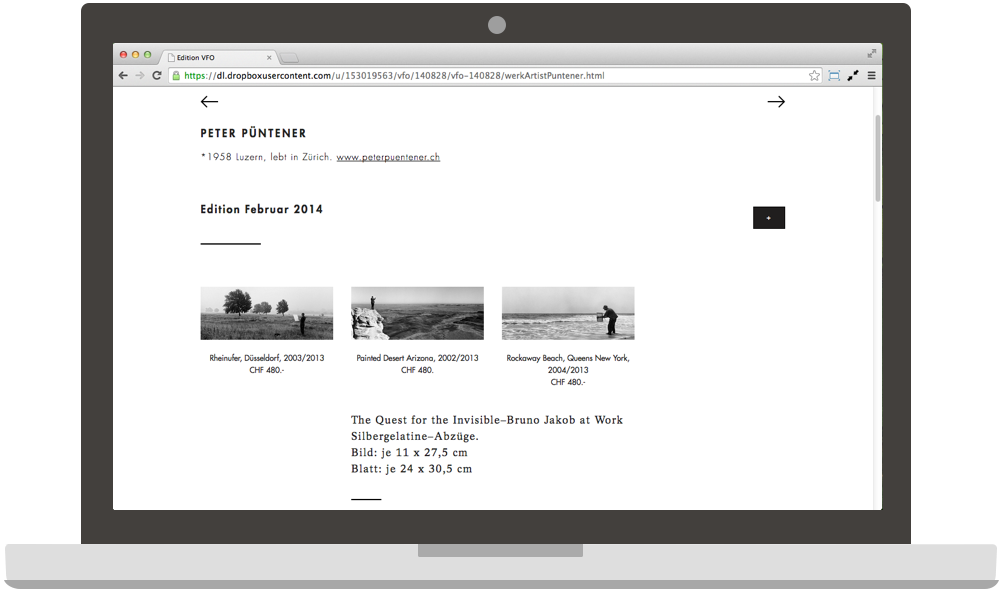 Edition VFO
https://dl.dropboxusercontent.com/u/153019563/vfo/140828/vfo-140828/werkArtistPuntener.html
PETER PÜNTENER
*1958 Luzern, lebt in Zürich. www.peterpuentener.ch
Edition Februar 2014
+
Rheinufer, Düsseldorf, 2003/2013
CHF 480.-
Painted Desert Arizona, 2002/2013
CHF 480.
Rockaway Beach, Queens New York,
2004/2013
CHF 480.-
The Quest for the Invisible–Bruno Jakob at Work
Silbergelatine–Abzüge.
Bild: je 11 x 27,5 cm
Blatt: je 24 x 30,5 cm